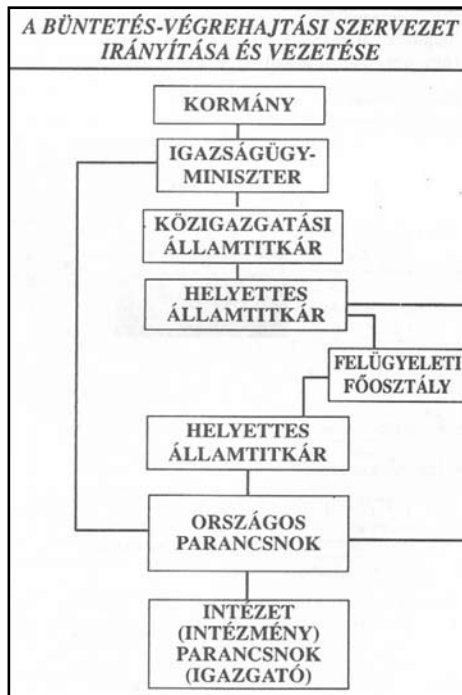 A BÜNTETÉS-VÉGREHAJTÁSI SZERVEZET
IRÁNYÍTÁSA ÉS VEZETÉSE
KORMÁNY
IGAZSÁGÜGY-
MINISZTER
KÖZIGAZGATÁSI
ÁLLAMTITKÁR
HELYETTES
ÁLLAMTITKÁR
FELÜGYELETI
FŐOSZTÁLY
HELYETTES
ÁLLAMTITKÁR
ORSZÁGOS
PARANCSNOK
INTÉZET
(INTÉZMÉNY)
PARANCSNOK
(IGAZGATÓ)